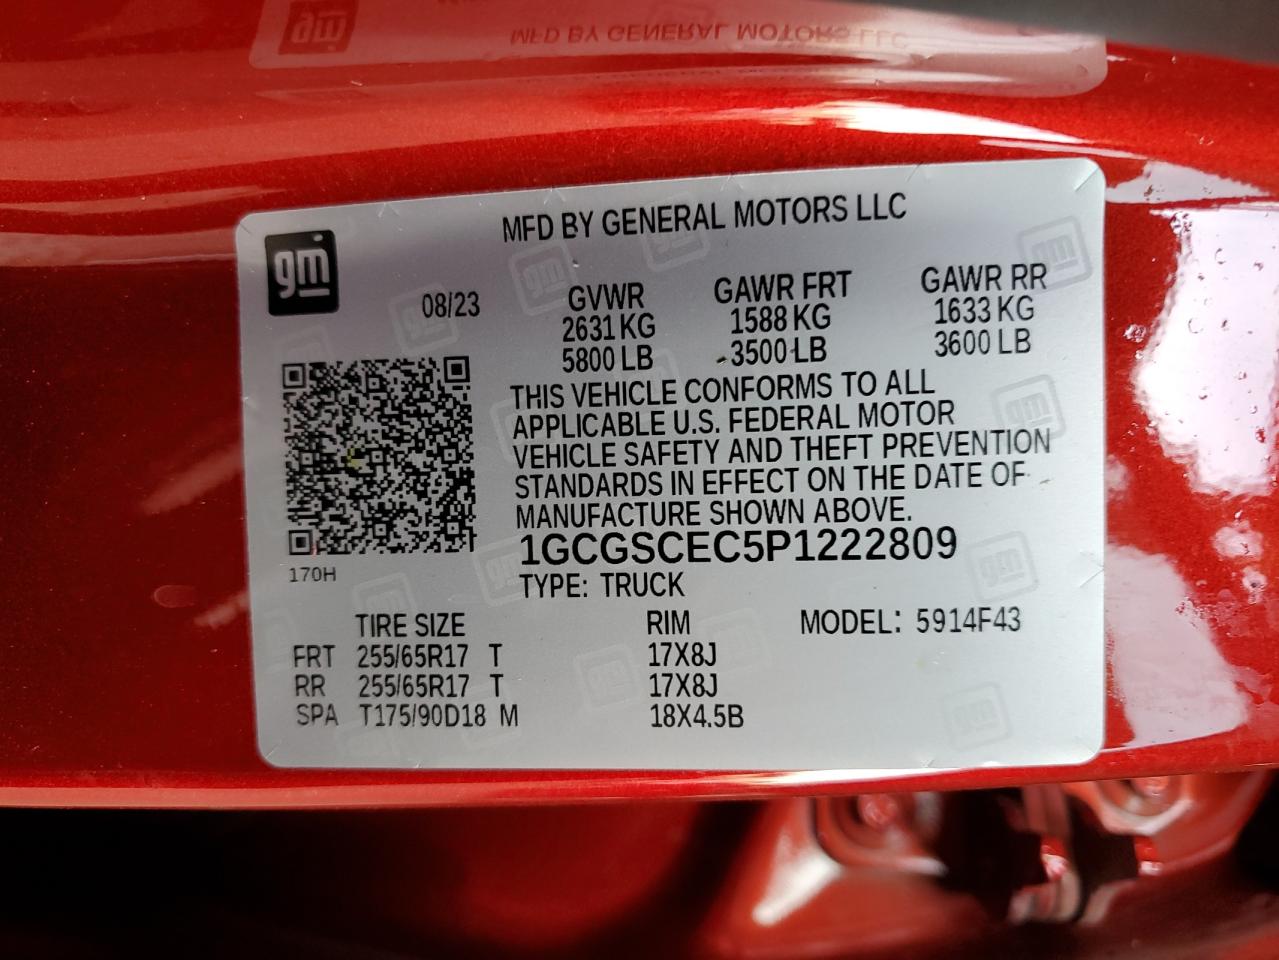 gm
MFD BY GENERAL MOTORS LLC
08/23
GVWR GAWR FRT GAWR RR
2631 KG 1588 KG 1633 KG
5800 LB 3500 LB 3600 LB
THIS VEHICLE CONFORMS TO ALL
APPLICABLE U.S. FEDERAL MOTOR
VEHICLE SAFETY AND THEFT PREVENTION
STANDARDS IN EFFECT ON THE DATE OF
MANUFACTURE SHOWN ABOVE.
1GCGSCEC5P1222809
170H
TYPE: TRUCK
TIRE SIZE RIM MODEL: 5914F43
FRT 255/65R17 T 17X8J
RR 255/65R17 T 17X8J
SPA T175/90D18 M 18X4.5B